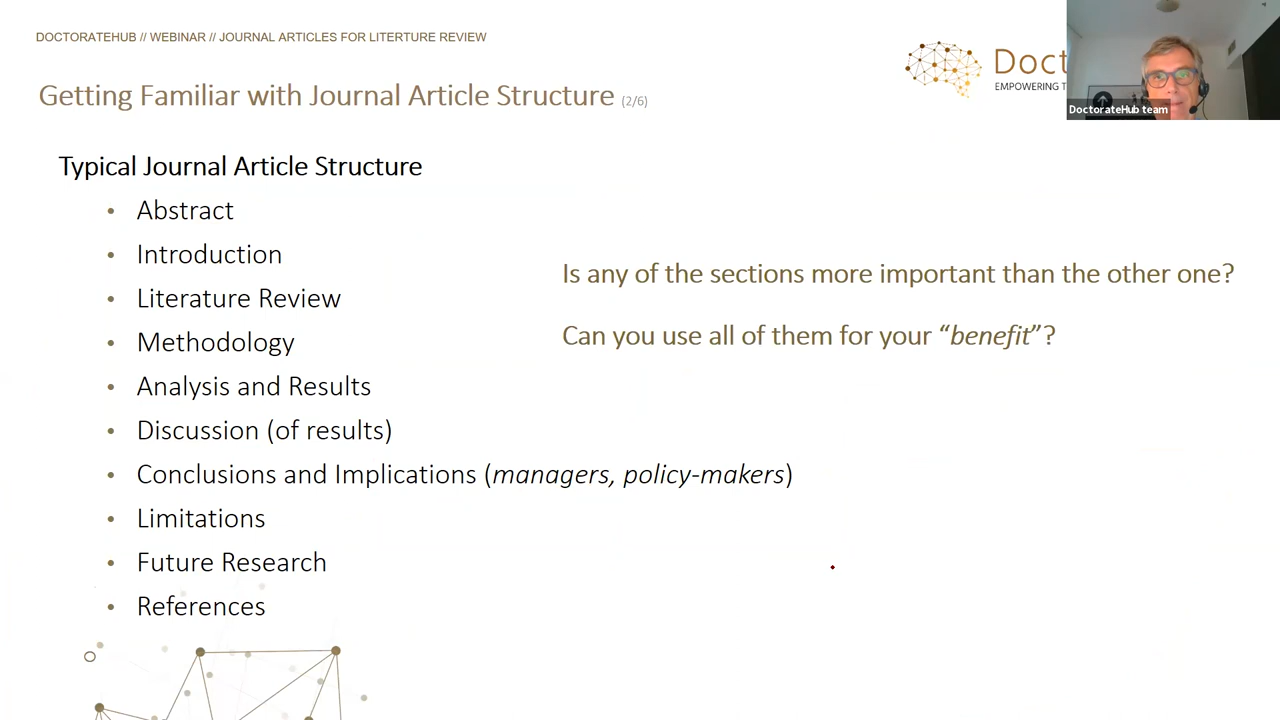 DOCTORATEHUB // WEBINAR // JOURNAL ARTICLES FOR LITERTURE REVIEW
Doct
EMPOWERING T
DoctorateHub team
Getting Familiar with Journal Article Structure (2/6)
Typical Journal Article Structure
• Abstract
• Introduction
• Literature Review
• Methodology
• Analysis and Results
• Discussion (of results)
• Conclusions and Implications (managers, policy-makers)
• Limitations
• Future Research
• References
Is any of the sections more important than the other one?
Can you use all of them for your “benefit”?